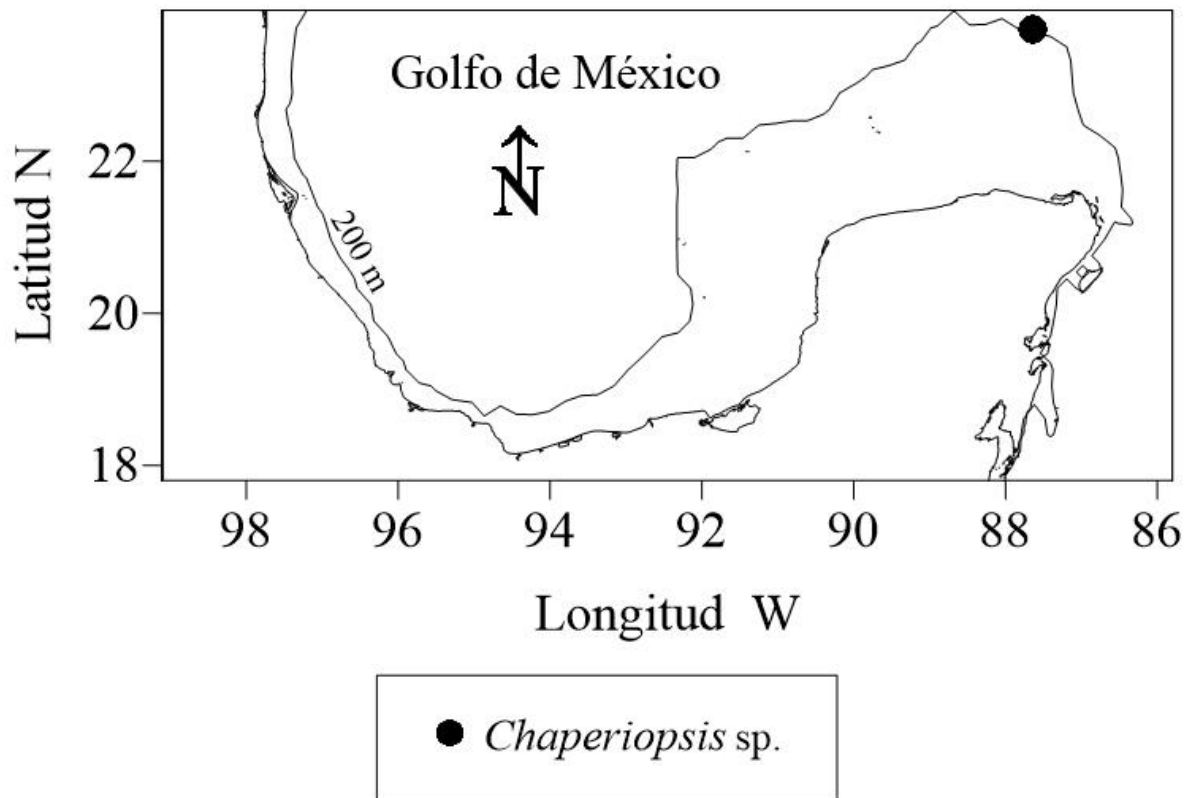 Golfo de México
N
200 m
Latitud N
22
20
18
98 96 94 92 90 88 86
Longitud W
Chaperiopsis sp.